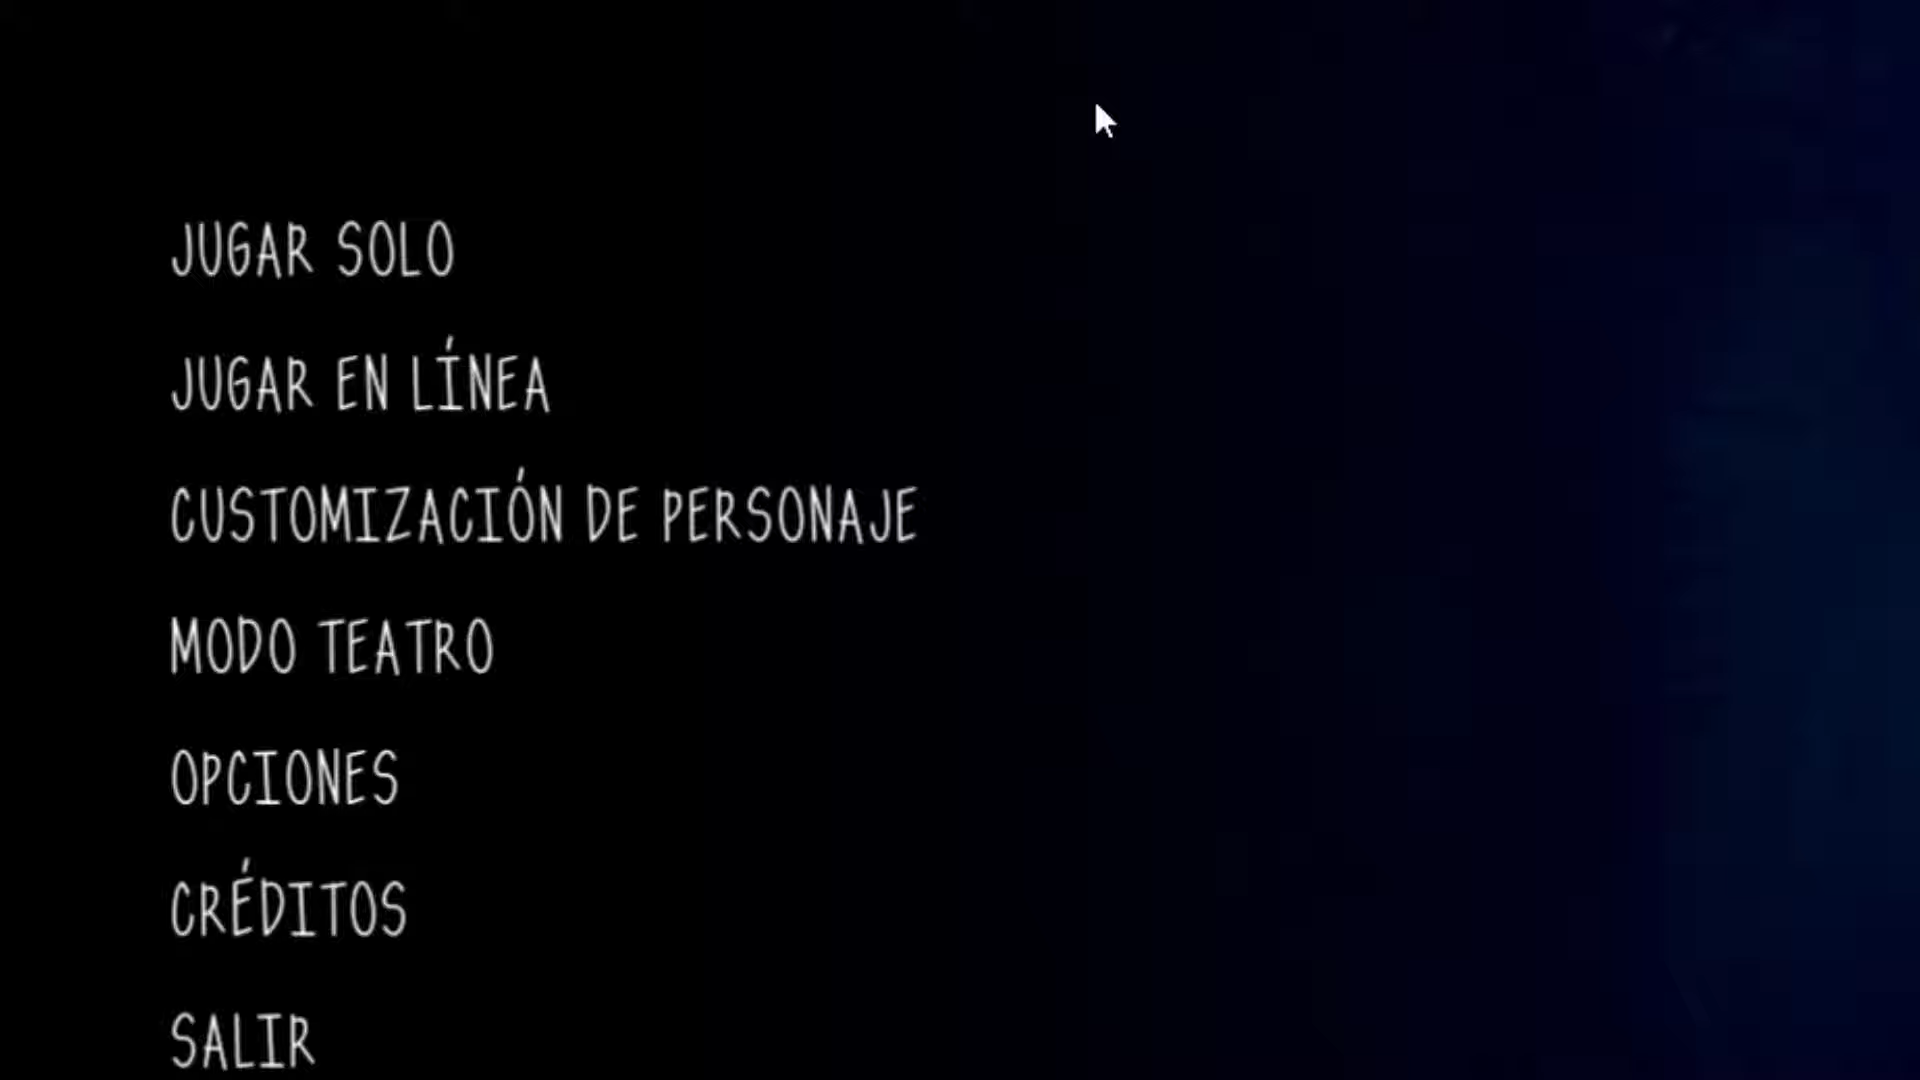 JUGAR SOLO
JUGAR EN LÍNEA
CUSTOMIZACIÓN DE PERSONAJE
MODO TEATRO
OPCIONES
CRÉDITOS
SALIR